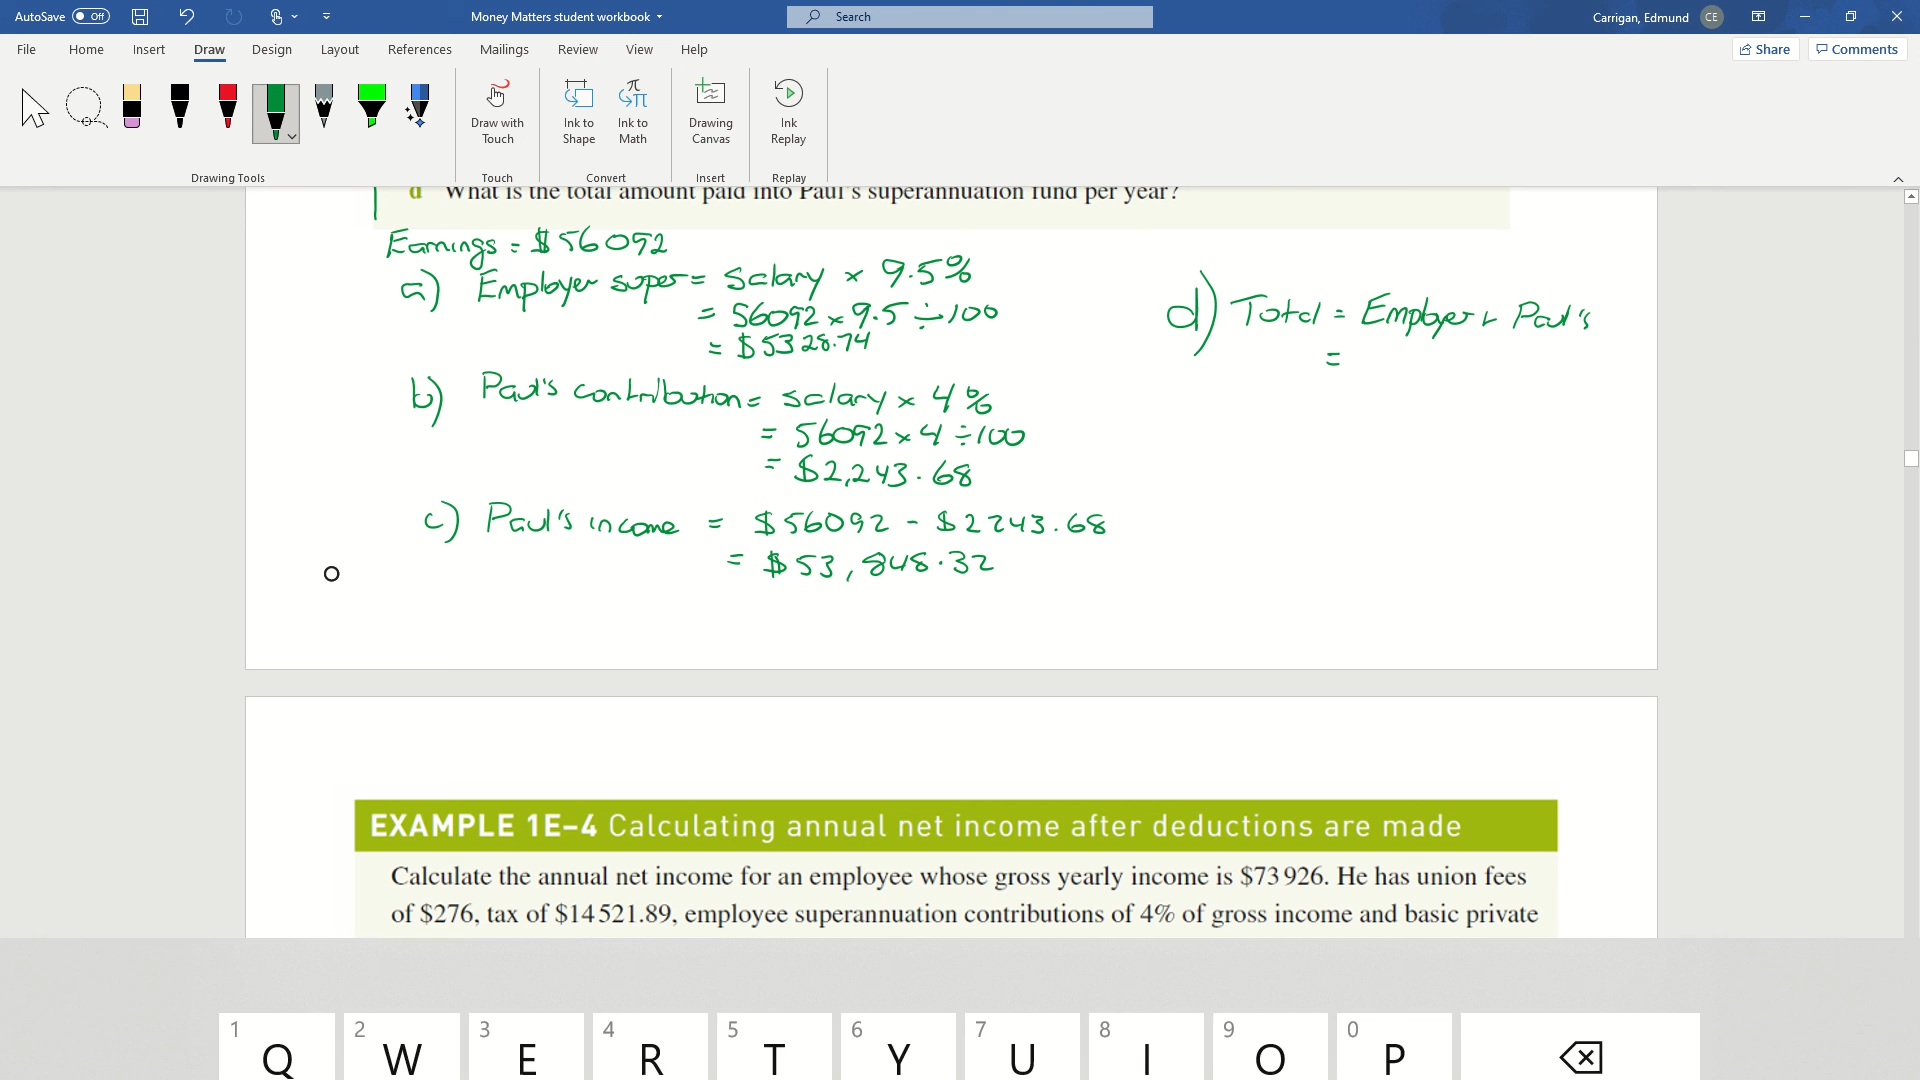 AutoSave Off Money Matters student workbook Search Carrigan, Edmund CE
File Home Insert Draw Design Layout References Mailings Review View Help Share Comments
Draw with Touch
Ink to Shape
Ink to Math
Drawing Canvas
Ink Replay
Drawing Tools Touch Convert Insert Replay
d What is the total amount paid into Paul's superannuation fund per year?
Earnings = $56092
a) Employer super = salary × 9.5%
= 56092 × 9.5 ÷ 100
= $5328.74
b) Paul's contribution = salary × 4%
= 56092 × 4 ÷ 100
= $2,243.68
c) Paul's income = $56092 - $2243.68
= $53,848.32
d) Total = Employer + Paul's
=
EXAMPLE 1E–4 Calculating annual net income after deductions are made
Calculate the annual net income for an employee whose gross yearly income is $73 926. He has union fees
of $276, tax of $14 521.89, employee superannuation contributions of 4% of gross income and basic private
1 2 3 4 5 6 7 8 9 0
Q W E R T Y U I O P